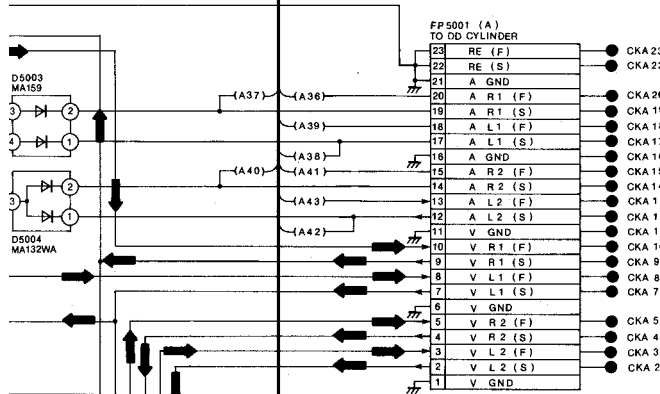 FP5001 (A)
TO DD CYLINDER
23 RE (F)
CKA 23
22 RE (S)
CKA 22
21 A GND
D5003
MA159
(A37) (A36) 20 A R1 (F)
CKA 20
3 2 19 A R1 (S)
(A39) 18 A L1 (F)
4 1 17 A L1 (S)
(A38) 16 A GND
(A40) (A41) 15 A R2 (F)
2 14 A R2 (S)
3 (A43) 13 A L2 (F)
1 12 A L2 (S)
D5004
MA132WA
(A42) 11 V GND
10 V R1 (F)
9 V R1 (S) CKA 9
8 V L1 (F) CKA 8
7 V L1 (S) CKA 7
6 V GND
5 V R2 (F) CKA 5
4 V R2 (S) CKA 4
3 V L2 (F) CKA 3
2 V L2 (S) CKA 2
1 V GND